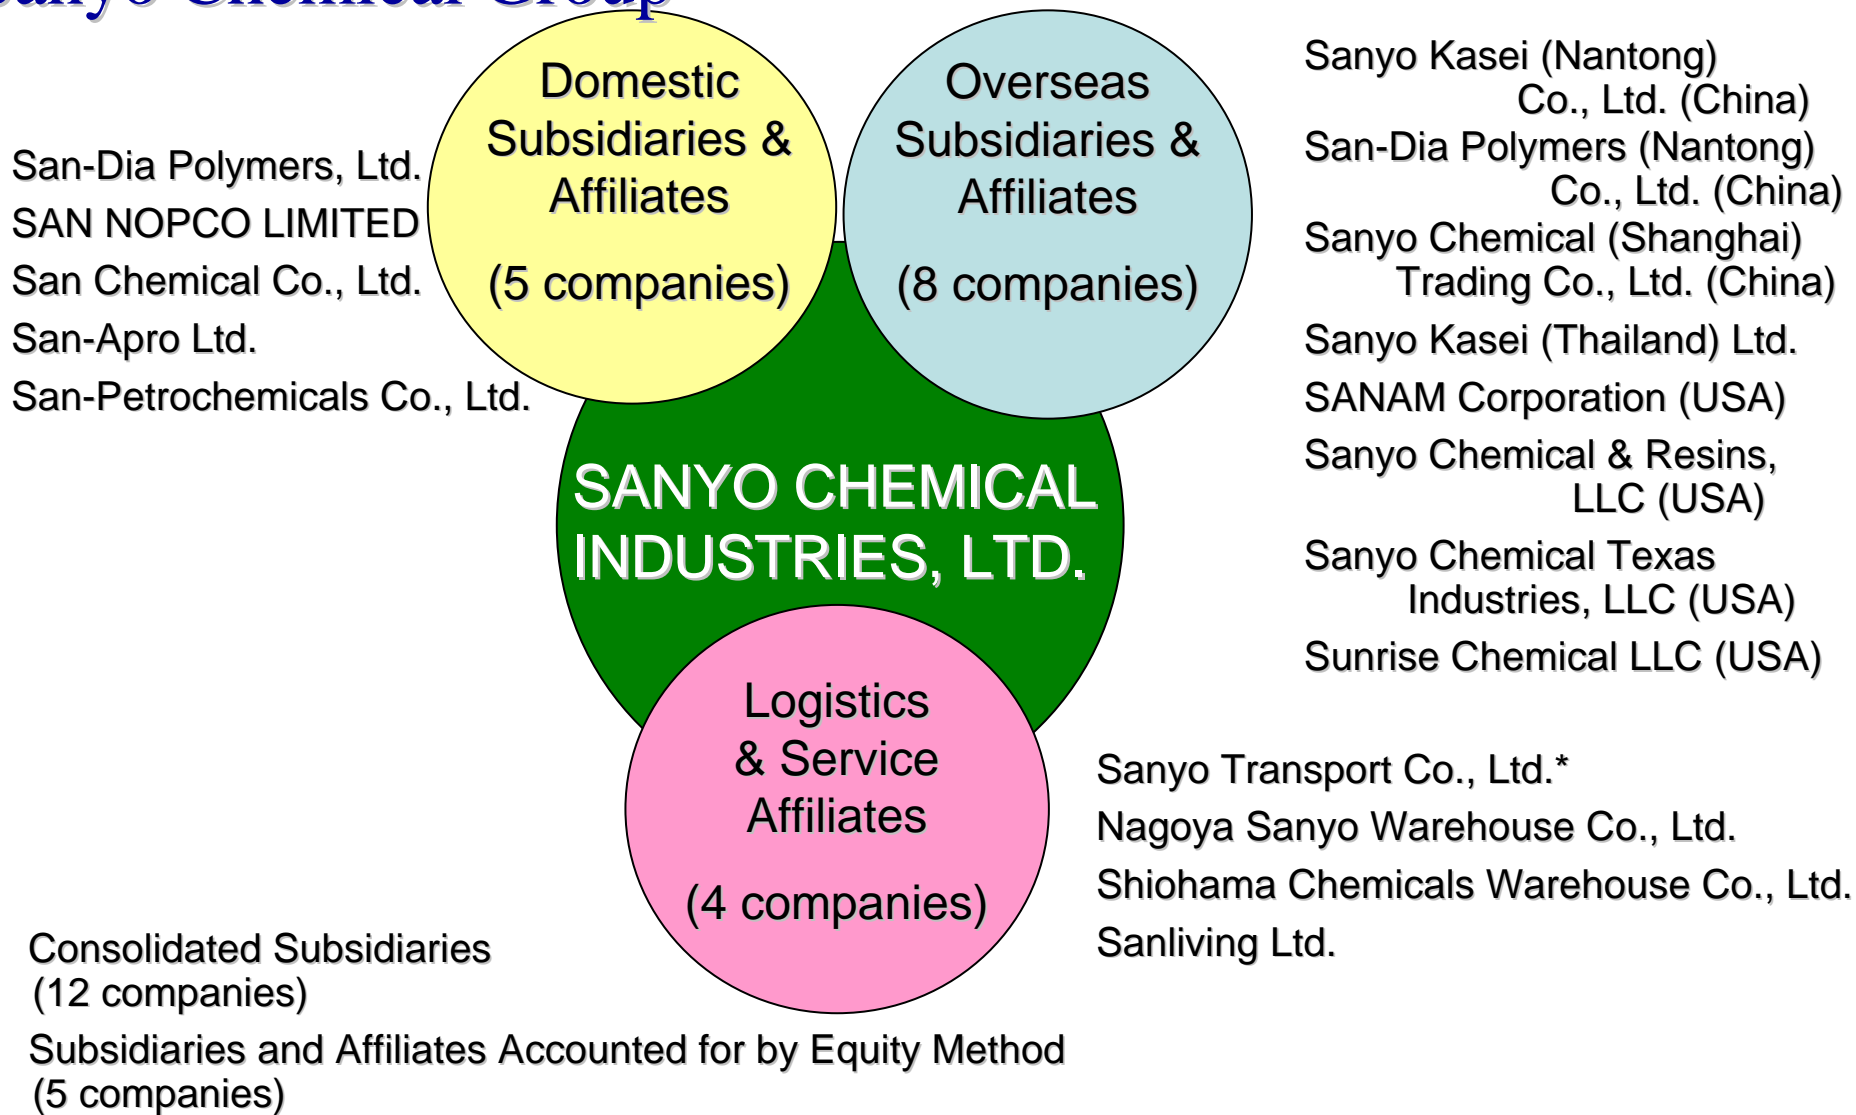 Sanyo Chemical Group
Domestic
Subsidiaries &
Affiliates
(5 companies)
Overseas
Subsidiaries &
Affiliates
(8 companies)
San-Dia Polymers, Ltd.
SAN NOPCO LIMITED
San Chemical Co., Ltd.
San-Apro Ltd.
San-Petrochemicals Co., Ltd.
Sanyo Kasei (Nantong)
Co., Ltd. (China)
San-Dia Polymers (Nantong)
Co., Ltd. (China)
Sanyo Chemical (Shanghai)
Trading Co., Ltd. (China)
Sanyo Kasei (Thailand) Ltd.
SANAM Corporation (USA)
Sanyo Chemical & Resins,
LLC (USA)
Sanyo Chemical Texas
Industries, LLC (USA)
Sunrise Chemical LLC (USA)
SANYO CHEMICAL
INDUSTRIES, LTD.
Logistics
& Service
Affiliates
(4 companies)
Sanyo Transport Co., Ltd.*
Nagoya Sanyo Warehouse Co., Ltd.
Shiohama Chemicals Warehouse Co., Ltd.
Sanliving Ltd.
Consolidated Subsidiaries
(12 companies)
Subsidiaries and Affiliates Accounted for by Equity Method
(5 companies)